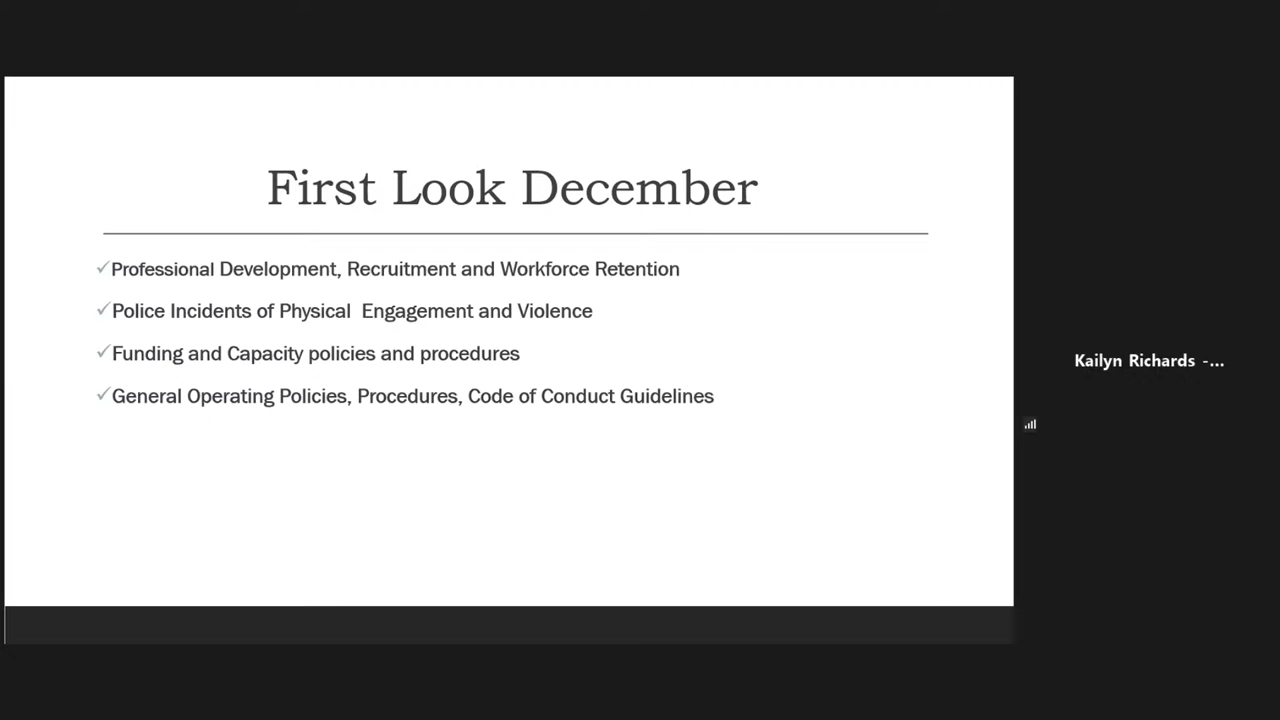 First Look December
✓Professional Development, Recruitment and Workforce Retention
✓Police Incidents of Physical  Engagement and Violence
✓Funding and Capacity policies and procedures
✓General Operating Policies, Procedures, Code of Conduct Guidelines
Kailyn Richards -...